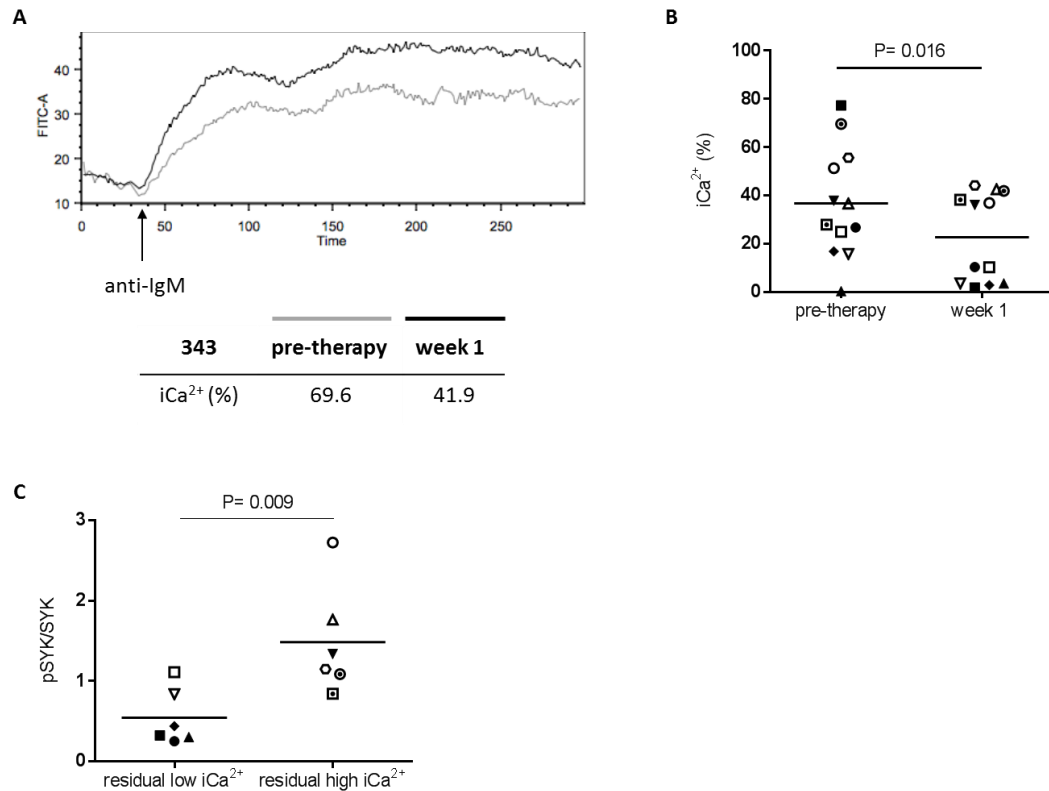 A
FITC-A
40
30
20
10
0
50
100
150
200
250
Time
anti-IgM
343 pre-therapy week 1
iCa²⁺ (%) 69.6 41.9
B
P= 0.016
iCa²⁺ (%)
100
80
60
40
20
0
pre-therapy week 1
C
P= 0.009
pSYK/SYK
3
2
1
0
residual low iCa²⁺ residual high iCa²⁺